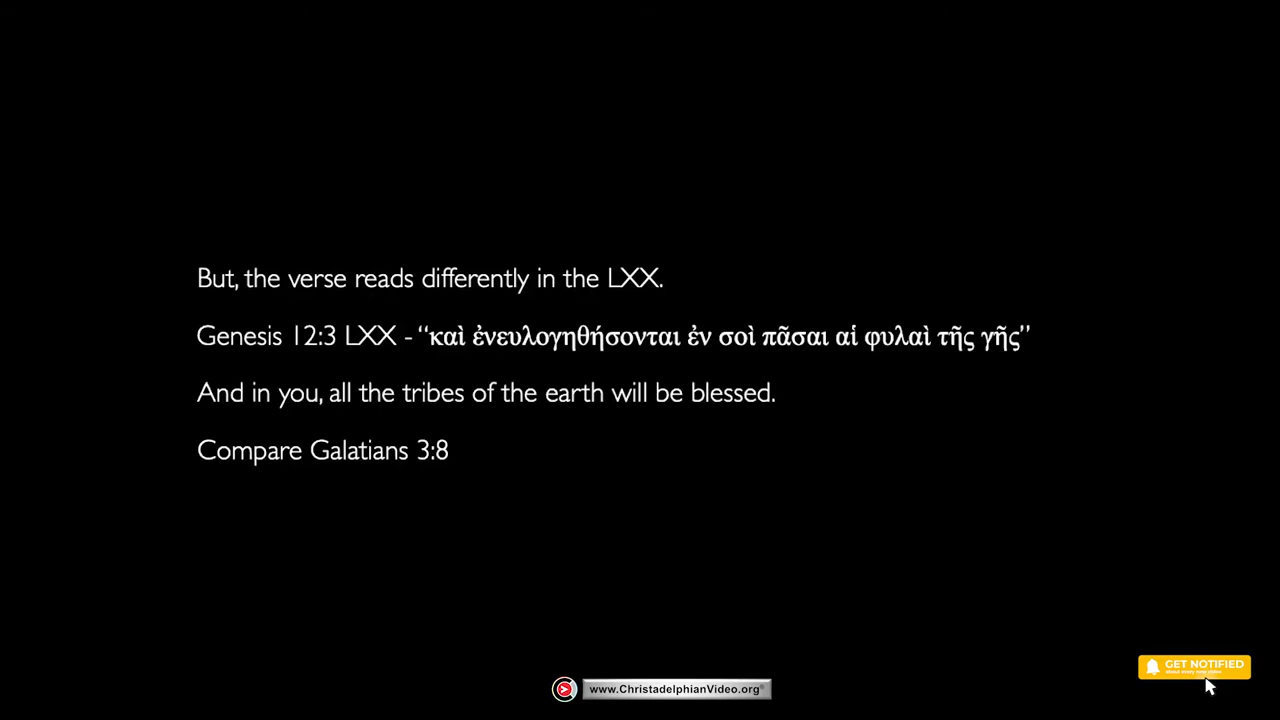 But, the verse reads differently in the LXX.
Genesis 12:3 LXX - “καὶ ἐνευλογηθήσονται ἐν σοὶ πᾶσαι αἱ φυλαὶ τῆς γῆς”
And in you, all the tribes of the earth will be blessed.
Compare Galatians 3:8
GET NOTIFIED
www.ChristadelphianVideo.org